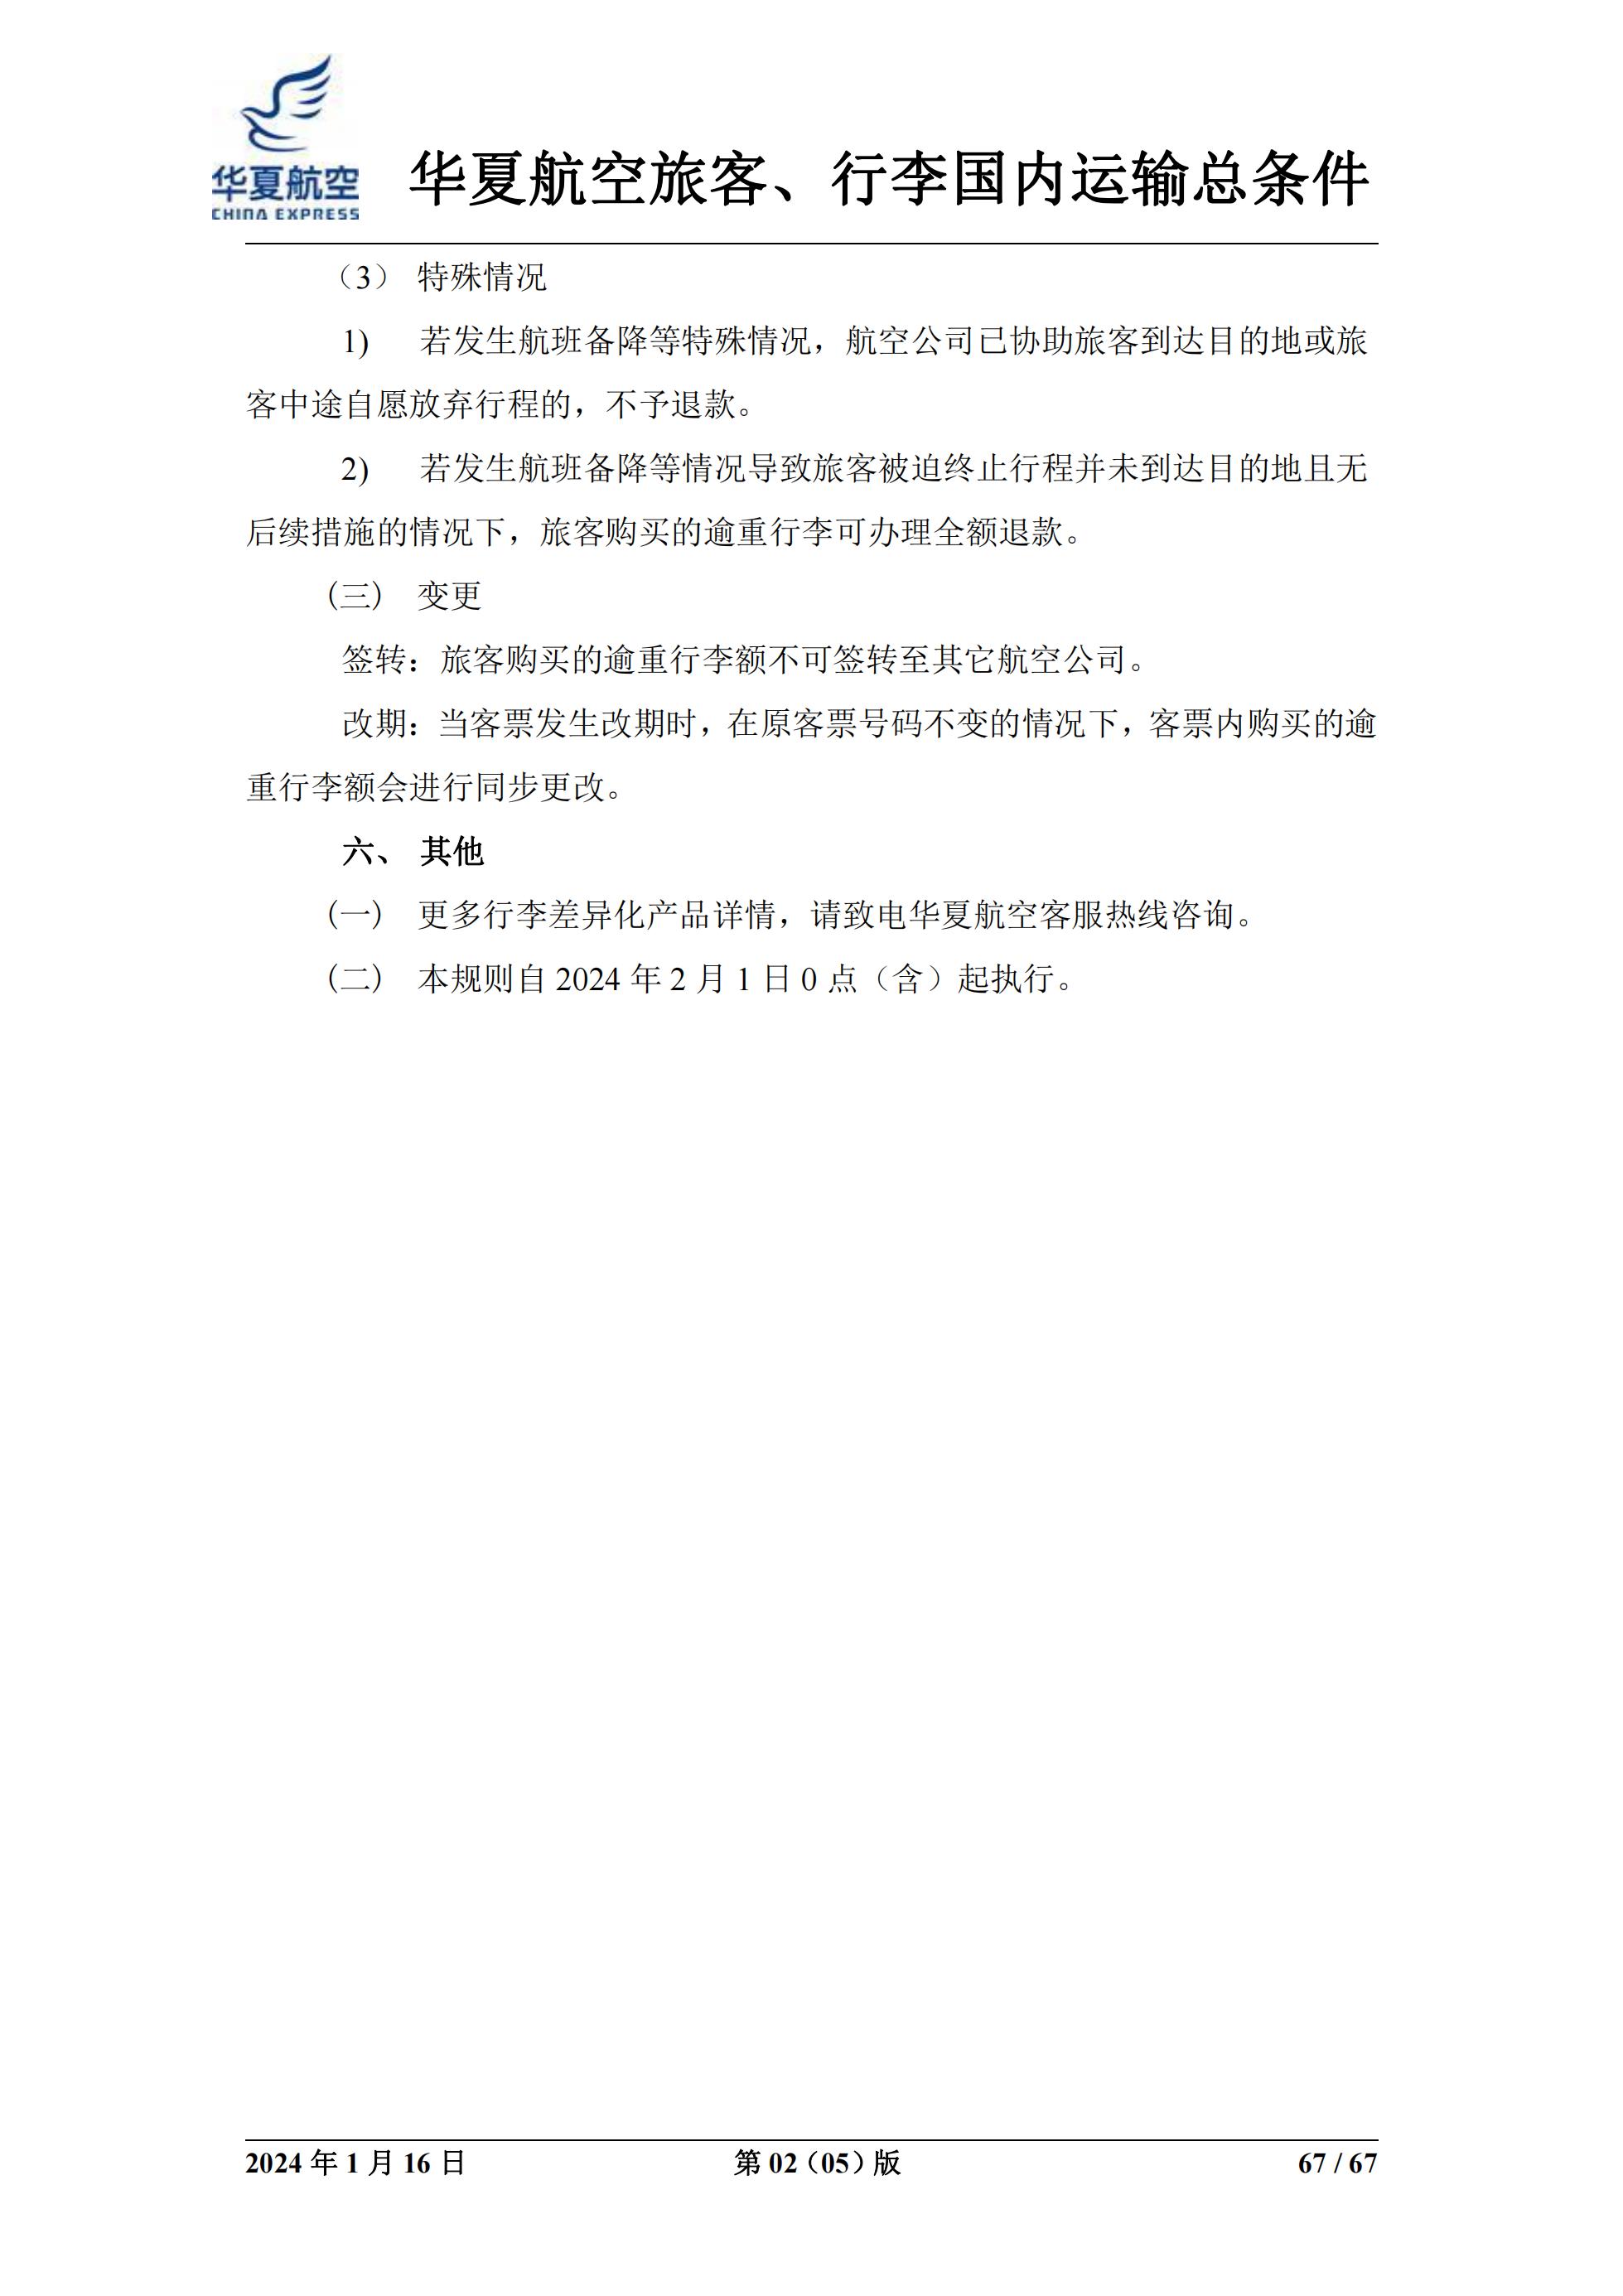 华夏航空
CHINA EXPRESS
华夏航空旅客、行李国内运输总条件
（3） 特殊情况
1) 若发生航班备降等特殊情况，航空公司已协助旅客到达目的地或旅
客中途自愿放弃行程的，不予退款。
2) 若发生航班备降等情况导致旅客被迫终止行程并未到达目的地且无
后续措施的情况下，旅客购买的逾重行李可办理全额退款。
(三) 变更
签转：旅客购买的逾重行李额不可签转至其它航空公司。
改期：当客票发生改期时，在原客票号码不变的情况下，客票内购买的逾
重行李额会进行同步更改。
六、 其他
(一) 更多行李差异化产品详情，请致电华夏航空客服热线咨询。
(二) 本规则自 2024 年 2 月 1 日 0 点（含）起执行。
2024 年 1 月 16 日 第 02（05）版 67 / 67